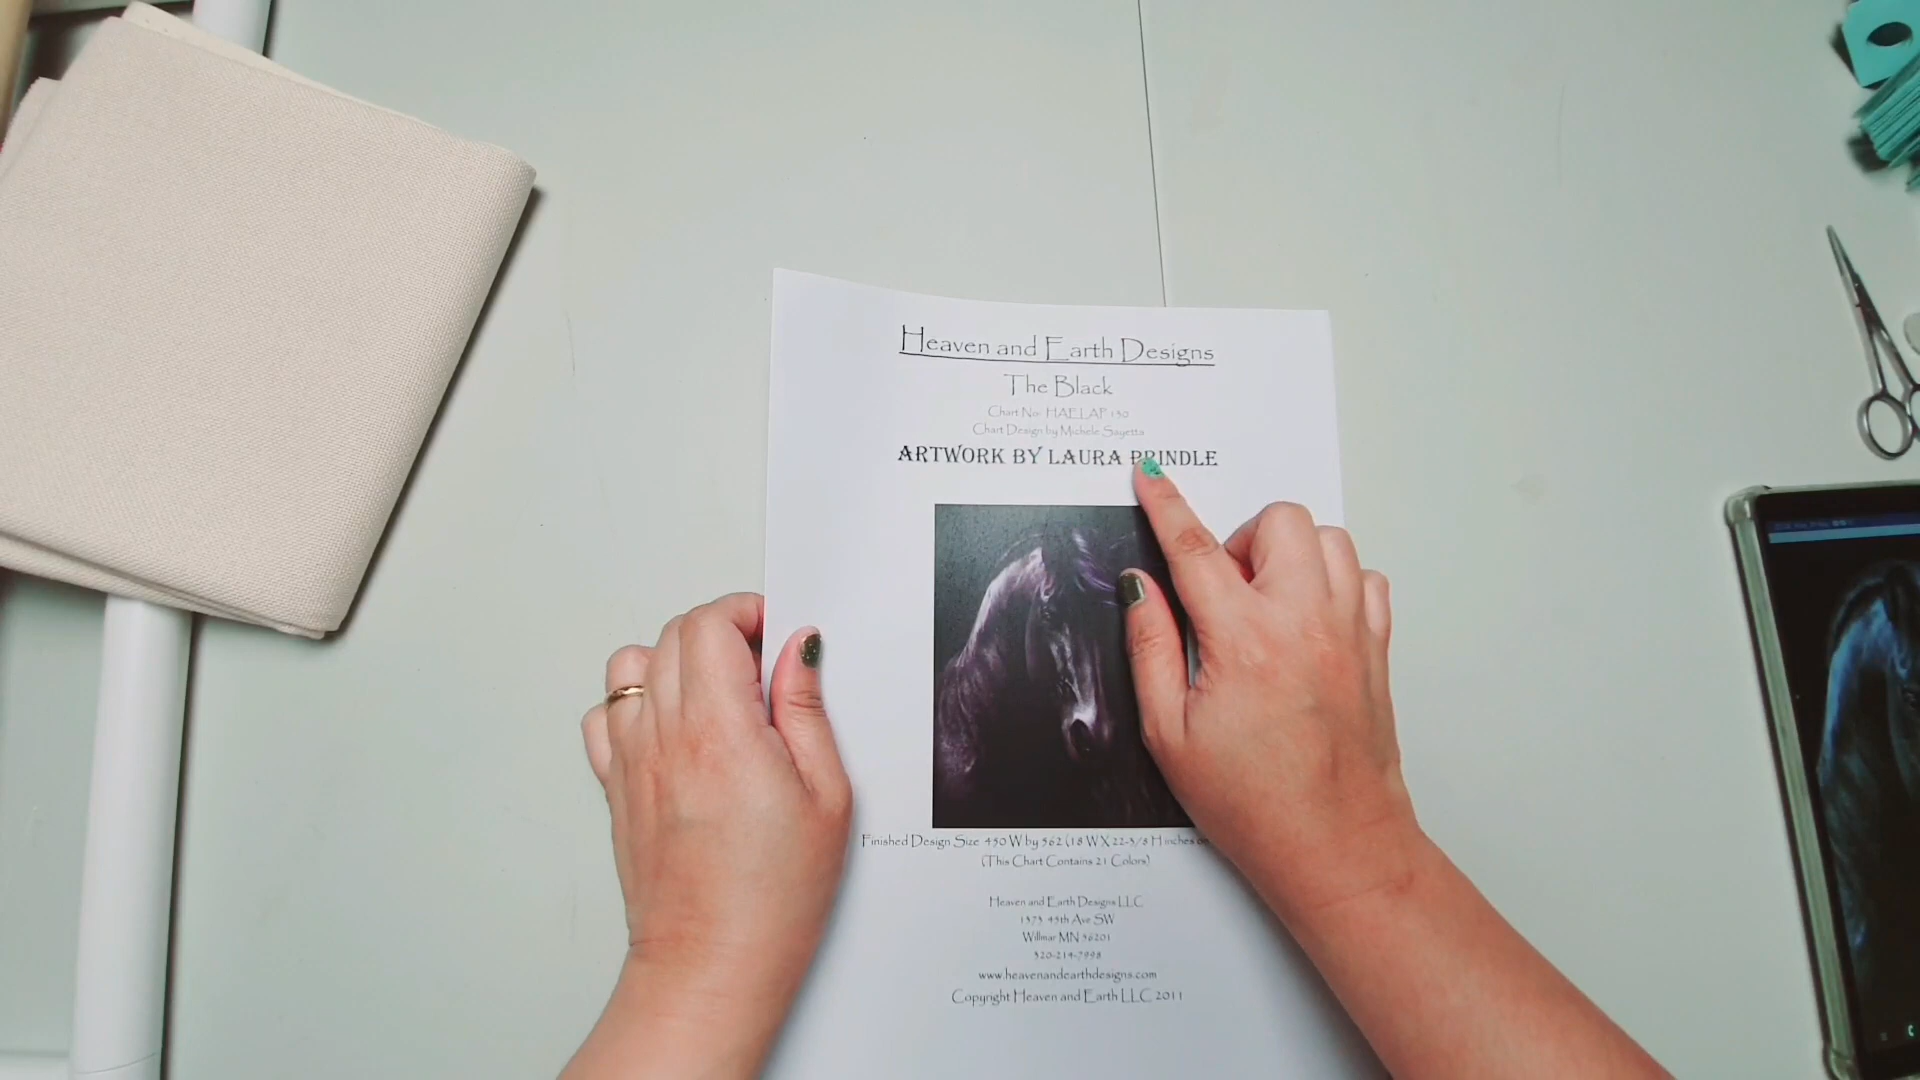 Heaven and Earth Designs
The Black
Chart No: HAELAP 130
Chart Design by Michele Sayetta
ARTWORK BY LAURA PRINDLE
Finished Design Size 450 W by 562 (18 W X 22-5/8 H inches on
(This Chart Contains 21 Colors)
Heaven and Earth Designs LLC
1373 45th Ave SW
Willmar MN 56201
320-214-7998
www.heavenandearthdesigns.com
Copyright Heaven and Earth LLC 2011